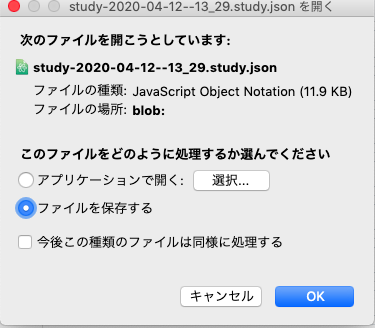 study-2020-04-12--13_29.study.json を開く
次のファイルを開こうとしています:
study-2020-04-12--13_29.study.json
ファイルの種類: JavaScript Object Notation (11.9 KB)
ファイルの場所: blob:
このファイルをどのように処理するか選んでください
アプリケーションで開く: 選択...
ファイルを保存する
今後この種類のファイルは同様に処理する
キャンセル OK